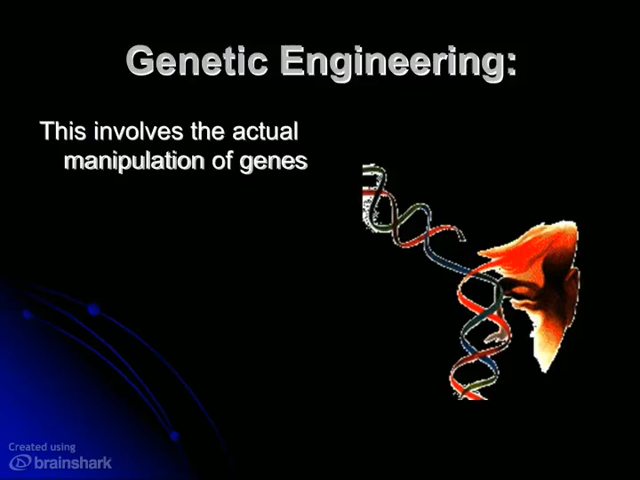 Genetic Engineering:
This involves the actual
manipulation of genes
Created using
brainshark